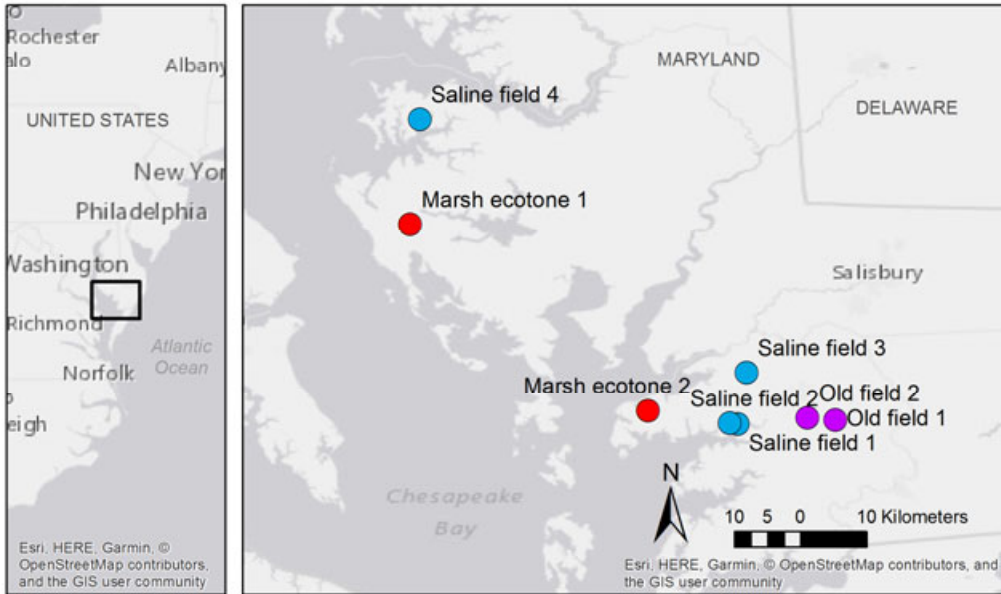 Rochester
alo
Albany
UNITED STATES
New Yor
Philadelphia
Washington
Richmond
Atlantic
Ocean
Norfolk
eigh
Esri, HERE, Garmin, ©
OpenStreetMap contributors,
and the GIS user community
MARYLAND
DELAWARE
Saline field 4
Marsh ecotone 1
Salisbury
Saline field 3
Marsh ecotone 2
Saline field 2
Old field 2
Old field 1
Saline field 1
Chesapeake
Bay
N
10 5 0 10 Kilometers
Esri, HERE, Garmin, © OpenStreetMap contributors, and
the GIS user community